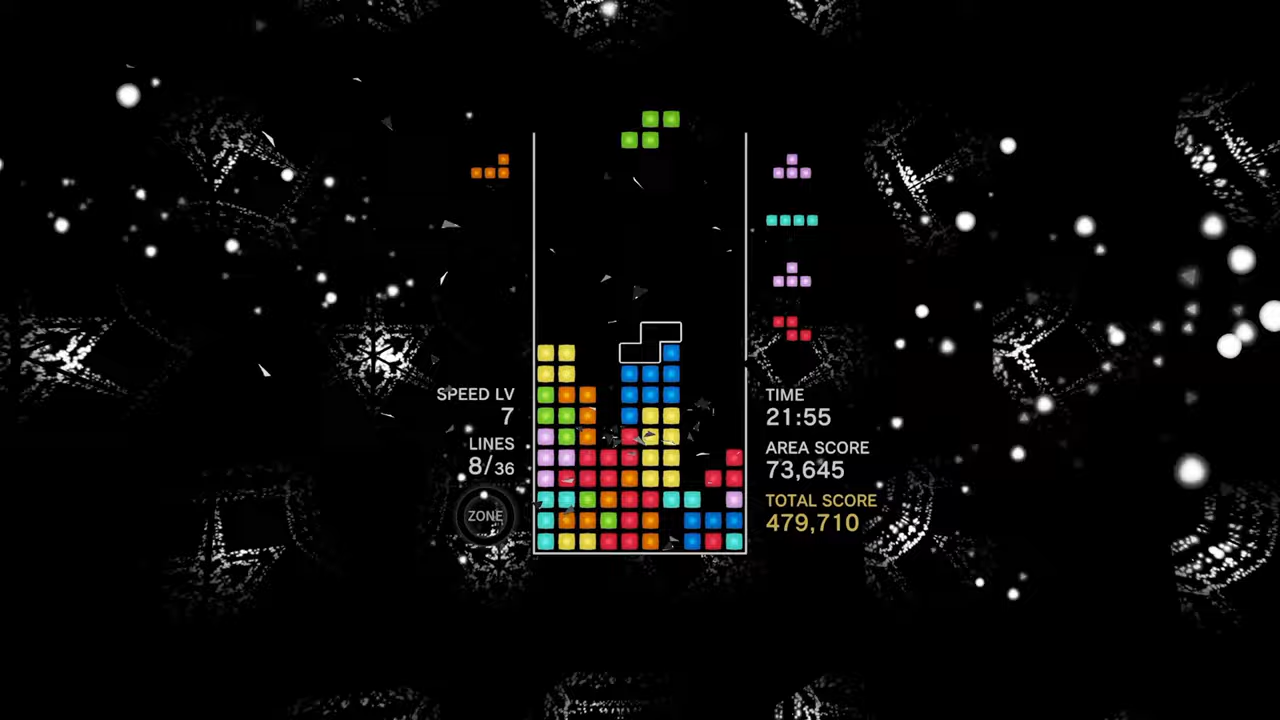 SPEED LV
7
LINES
8/36
ZONE
TIME
21:55
AREA SCORE
73,645
TOTAL SCORE
479,710